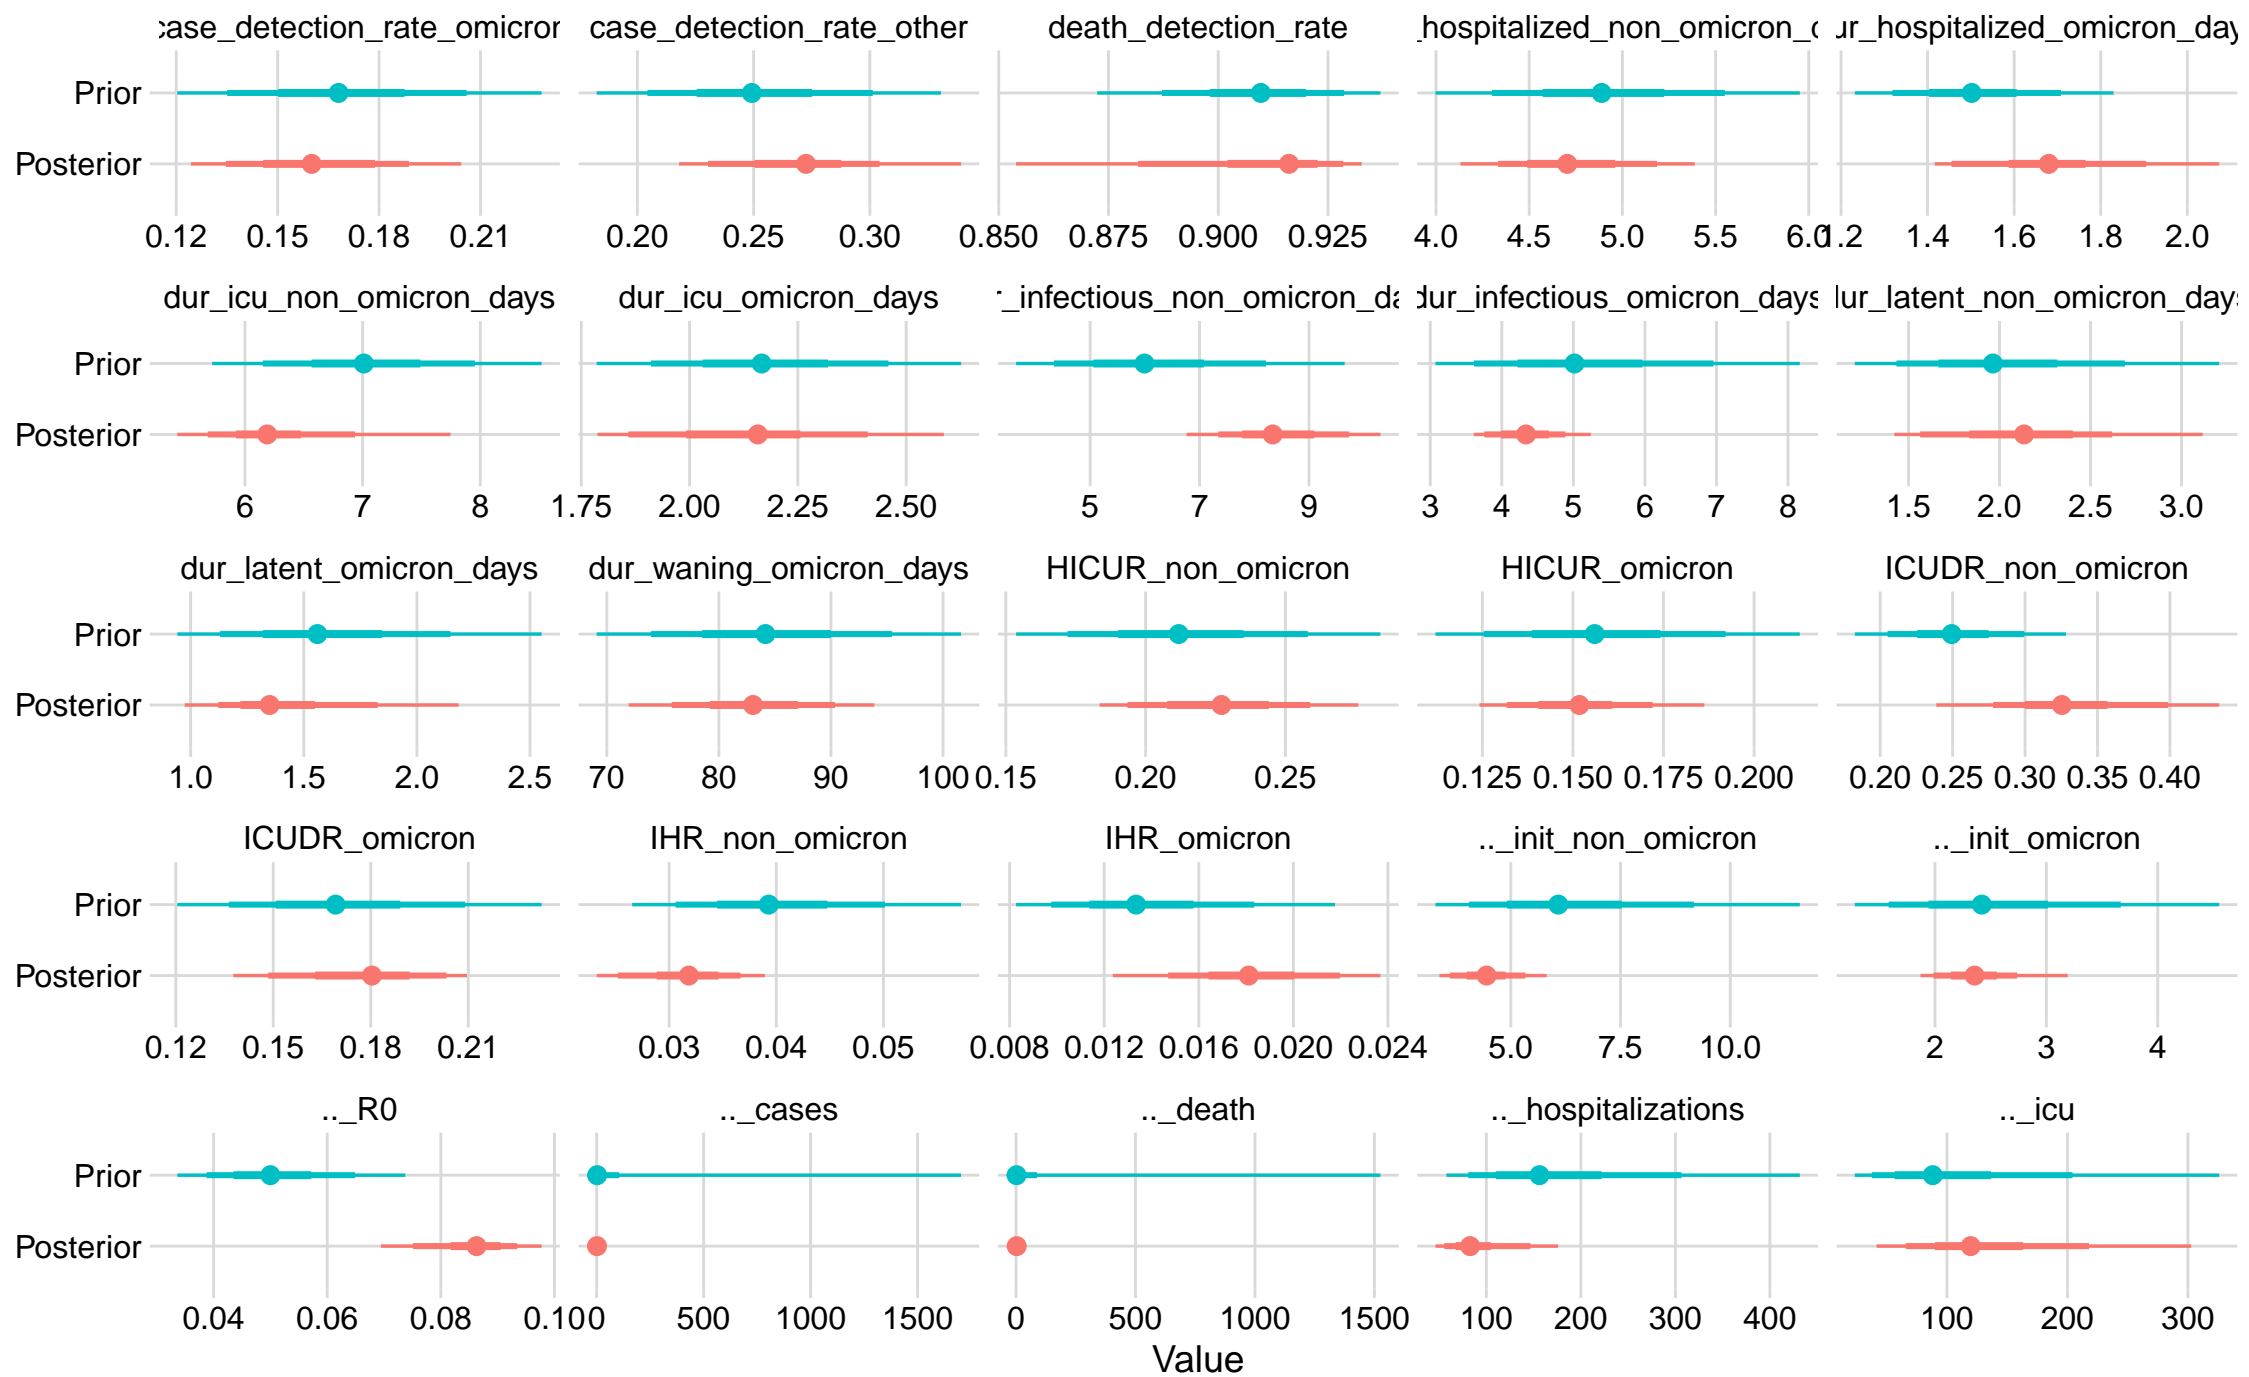 case_detection_rate_omicron case_detection_rate_other death_detection_rate _hospitalized_non_omicron_ ur_hospitalized_omicron_day
Prior
Posterior
0.12 0.15 0.18 0.21 0.20 0.25 0.30 0.850 0.875 0.900 0.925 4.0 4.5 5.0 5.5 6.0 1.2 1.4 1.6 1.8 2.0
dur_icu_non_omicron_days dur_icu_omicron_days r_infectious_non_omicron_da dur_infectious_omicron_days dur_latent_non_omicron_days
Prior
Posterior
6 7 8 1.75 2.00 2.25 2.50 5 7 9 3 4 5 6 7 8 1.5 2.0 2.5 3.0
dur_latent_omicron_days dur_waning_omicron_days HICUR_non_omicron HICUR_omicron ICUDR_non_omicron
Prior
Posterior
1.0 1.5 2.0 2.5 70 80 90 100 0.15 0.20 0.25 0.125 0.150 0.175 0.200 0.20 0.25 0.30 0.35 0.40
ICUDR_omicron IHR_non_omicron IHR_omicron .._init_non_omicron .._init_omicron
Prior
Posterior
0.12 0.15 0.18 0.21 0.03 0.04 0.05 0.008 0.012 0.016 0.020 0.024 5.0 7.5 10.0 2 3 4
.._R0 .._cases .._death .._hospitalizations .._icu
Prior
Posterior
0.04 0.06 0.08 0.10 0 500 1000 1500 0 500 1000 1500 100 200 300 400 100 200 300
Value